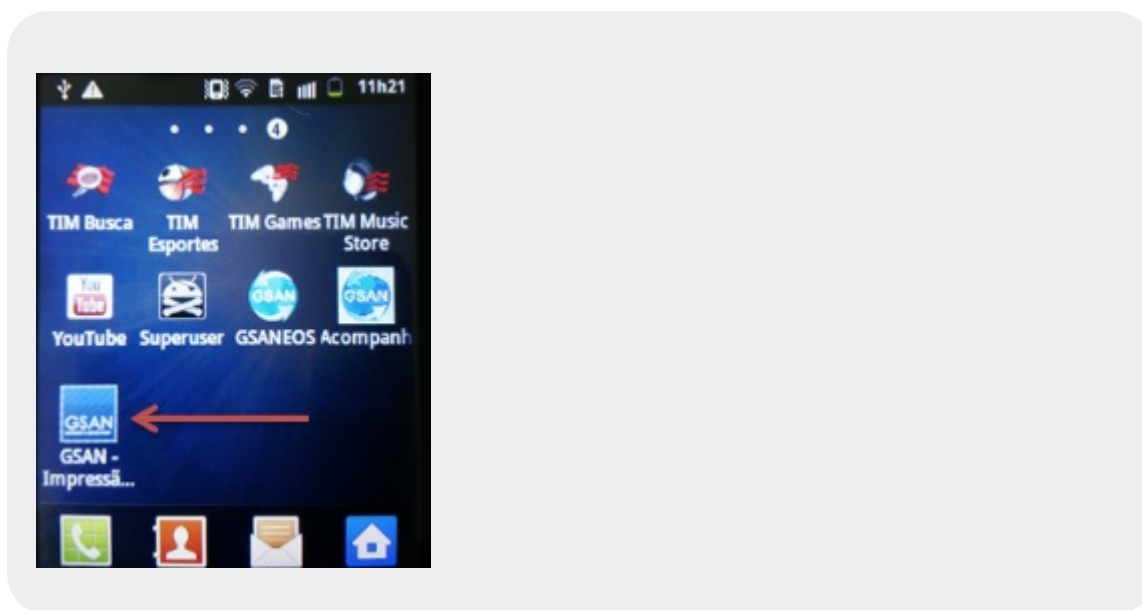 11h21
4
TIM Busca
TIM
Esportes
TIM Games
TIM Music
Store
You
Tube
GSAN
GSAN
YouTube
Superuser
GSANEOS
Acompanh
GSAN
GSAN -
Impressã...